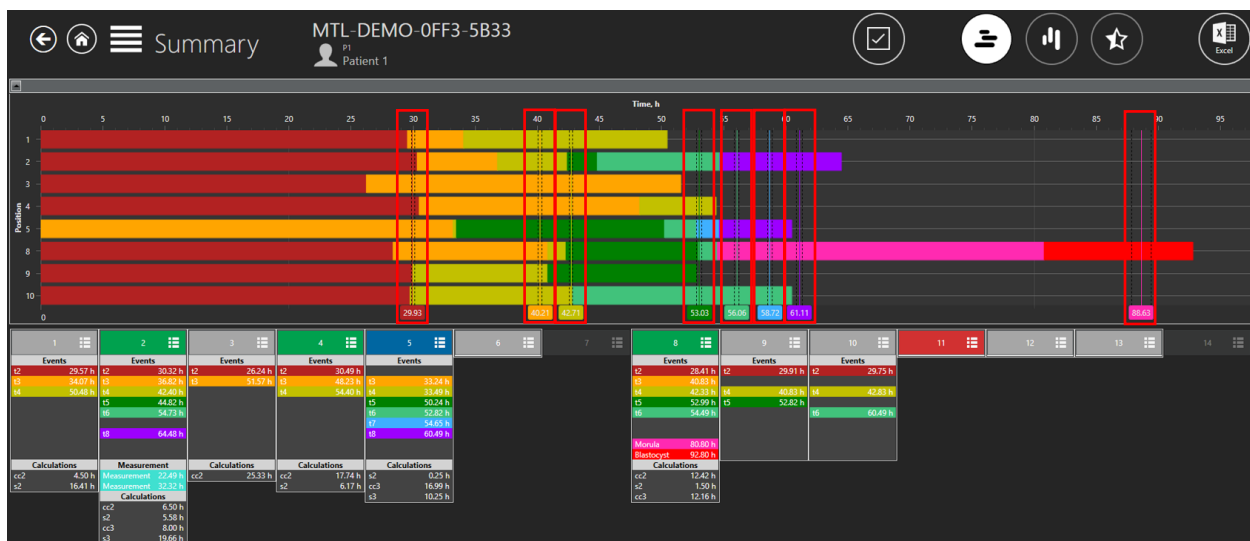 Summary
MTL-DEMO-0FF3-5B33
P1
Patient 1
Excel
Time, h
0 5 10 15 20 25 30 35 40 45 50 55 60 65 70 75 80 85 90 95
Position
1
2
3
4
5
8
9
10
0
29.93 40.21 42.71 53.03 56.06 58.72 61.11 88.63
1 2 3 4 5 6 7 8 9 10 11 12 13 14
Events Events Events Events Events Events Events Events
t2 29.57 h t2 30.32 h t2 26.24 h t2 30.49 h t2 28.41 h t2 29.91 h t2 29.75 h
t3 34.07 h t3 36.82 h t3 51.57 h t3 48.23 h t3 33.24 h t3 40.83 h
t4 50.48 h t4 42.40 h t4 54.40 h t4 33.49 h t4 42.33 h t4 40.83 h t4 42.83 h
t5 44.82 h t5 50.24 h t5 52.99 h t5 52.82 h
t6 54.73 h t6 52.82 h t6 54.49 h t6 60.49 h
t7 54.65 h
t8 64.48 h t8 60.49 h
Morula 80.80 h
Blastocyst 92.80 h
Calculations Measurement Calculations Calculations Calculations Calculations
cc2 4.50 h Measurement 22.49 h cc2 25.33 h cc2 17.74 h s2 0.25 h cc2 12.42 h
s2 16.41 h Measurement 32.32 h s2 6.17 h cc3 16.99 h s2 1.50 h
Calculations s3 10.25 h cc3 12.16 h
cc2 6.50 h
s2 5.58 h
cc3 8.00 h
s3 19.66 h